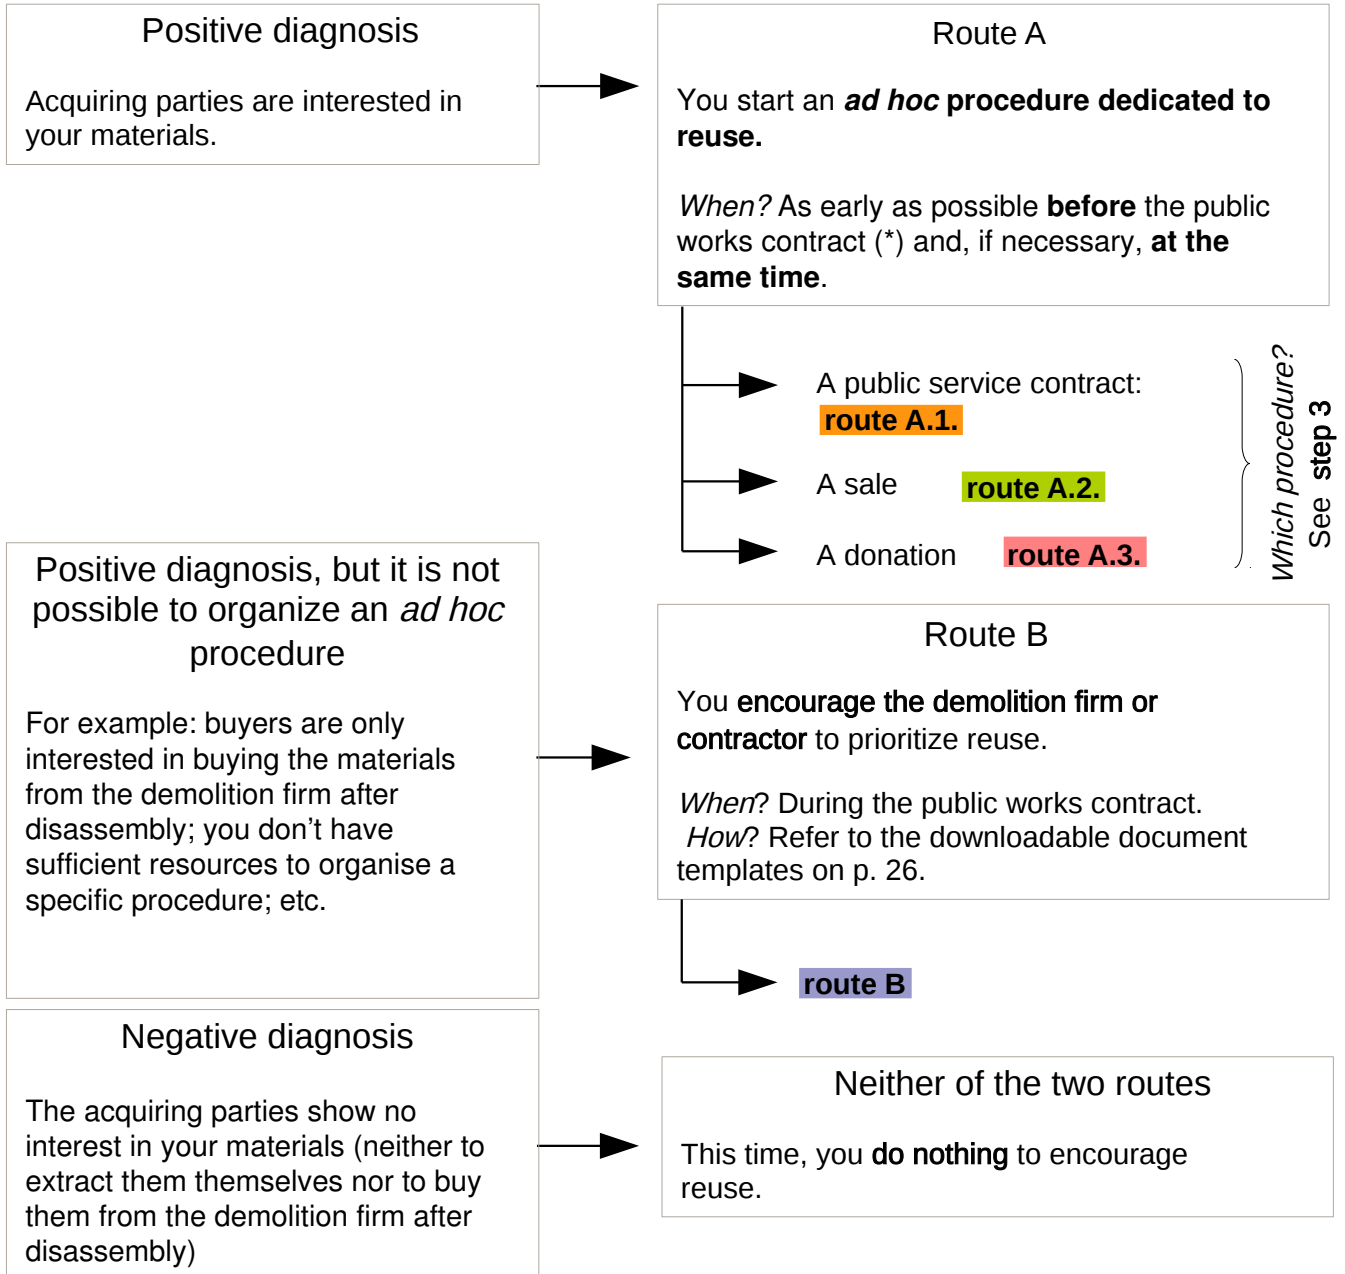 Positive diagnosis
Acquiring parties are interested in
your materials.
Route A
You start an ad hoc procedure dedicated to
reuse.
When? As early as possible before the public
works contract (*) and, if necessary, at the
same time.
A public service contract:
route A.1.
A sale route A.2.
A donation route A.3.
Which procedure?
See step 3
Positive diagnosis, but it is not
possible to organize an ad hoc
procedure
For example: buyers are only
interested in buying the materials
from the demolition firm after
disassembly; you don't have
sufficient resources to organise a
specific procedure; etc.
Route B
You encourage the demolition firm or
contractor to prioritize reuse.
When? During the public works contract.
How? Refer to the downloadable document
templates on p. 26.
route B
Negative diagnosis
The acquiring parties show no
interest in your materials (neither to
extract them themselves nor to buy
them from the demolition firm after
disassembly)
Neither of the two routes
This time, you do nothing to encourage
reuse.